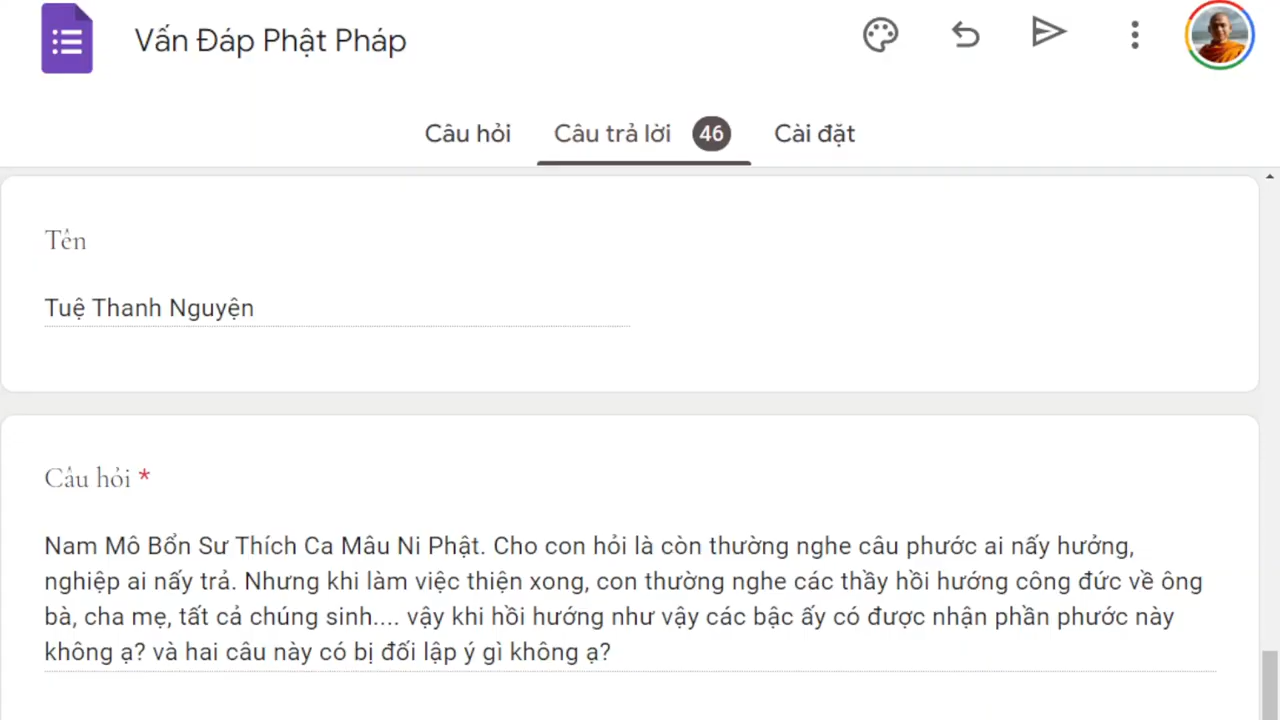 Vấn Đáp Phật Pháp
Câu hỏi
Câu trả lời
46
Cài đặt
Tên
Tuệ Thanh Nguyện
Câu hỏi *
Nam Mô Bổn Sư Thích Ca Mâu Ni Phật. Cho con hỏi là còn thường nghe câu phước ai nấy hưởng,
nghiệp ai nấy trả. Nhưng khi làm việc thiện xong, con thường nghe các thầy hồi hướng công đức về ông
bà, cha mẹ, tất cả chúng sinh.... vậy khi hồi hướng như vậy các bậc ấy có được nhận phần phước này
không ạ? và hai câu này có bị đối lập ý gì không ạ?